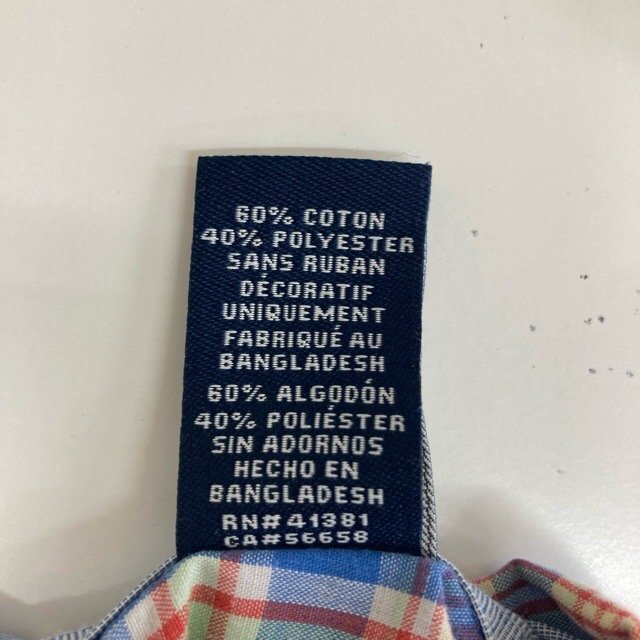 60% COTON
40% POLYESTER
SANS RUBAN
DÉCORATIF
UNIQUEMENT
FABRIQUÉ AU
BANGLADESH
60% ALGODÓN
40% POLIÉSTER
SIN ADORNOS
HECHO EN
BANGLADESH
RN# 41381
CA#56658